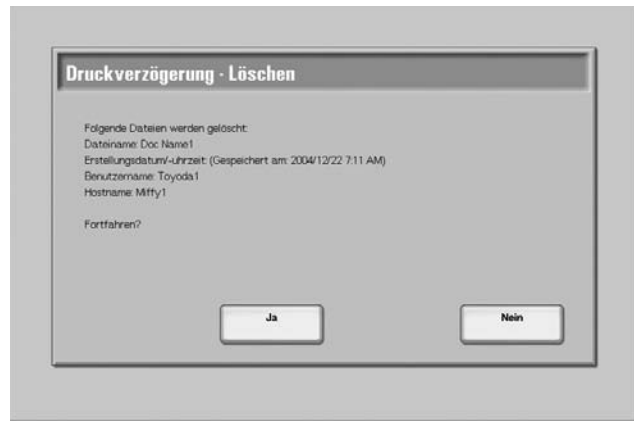 Druckverzögerung - Löschen
Folgende Dateien werden gelöscht:
Dateiname: Doc Name1
Erstellungsdatum/-uhrzeit: (Gespeichert am: 2004/12/22 7:11 AM)
Benutzername: Toyoda1
Hostname: Miffy1
Fortfahren?
Ja
Nein